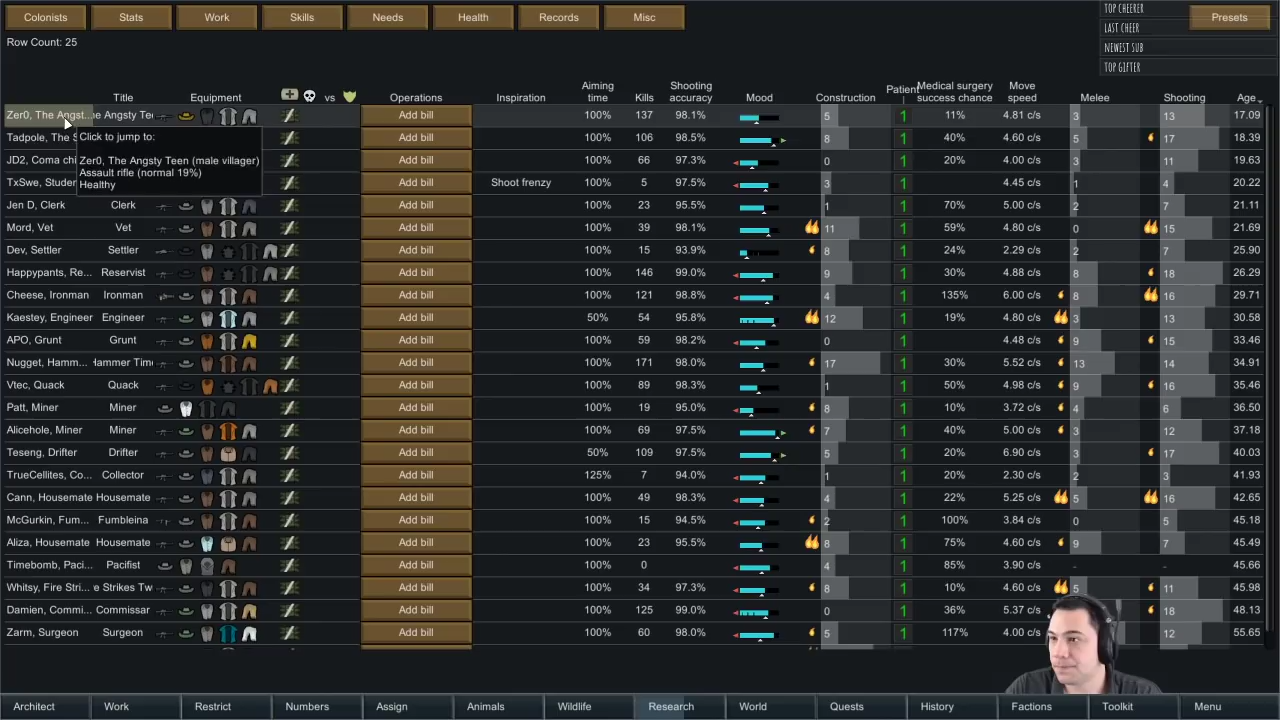 Colonists Stats Work Skills Needs Health Records Misc Presets
TOP CHEERER
LAST CHEER
NEWEST SUB
TOP GIFTER
Row Count: 25
Title Equipment vs Operations Inspiration Aiming time Kills Shooting accuracy Mood Construction Patient Medical surgery success chance Move speed Melee Shooting Age
Zer0, The Angst... e Angsty Te Add bill 100% 137 98.1% 5 1 11% 4.81 c/s 3 13 17.09
Tadpole, The S Add bill 100% 106 98.5% 8 1 40% 4.60 c/s 5 17 18.39
JD2, Coma ch Add bill 100% 66 97.3% 0 1 20% 4.00 c/s 3 11 19.63
TxSwe, Studen Add bill Shoot frenzy 100% 5 97.5% 3 1 4.45 c/s 1 4 20.22
Click to jump to:
Zer0, The Angsty Teen (male villager)
Assault rifle (normal 19%)
Healthy
Jen D, Clerk Clerk Add bill 100% 23 95.5% 1 1 70% 5.00 c/s 2 7 21.11
Mord, Vet Vet Add bill 100% 39 98.1% 11 1 59% 4.80 c/s 0 15 21.69
Dev, Settler Settler Add bill 100% 15 93.9% 8 1 24% 2.29 c/s 2 7 25.90
Happypants, Re... Reservist Add bill 100% 146 99.0% 9 1 30% 4.88 c/s 8 18 26.29
Cheese, Ironman Ironman Add bill 100% 121 98.8% 4 1 135% 6.00 c/s 8 16 29.71
Kaestey, Engineer Engineer Add bill 50% 54 95.8% 12 1 19% 4.80 c/s 3 13 30.58
APO, Grunt Grunt Add bill 100% 59 98.2% 0 1 4.48 c/s 9 15 33.46
Nugget, Hamm... Hammer Time Add bill 100% 171 98.0% 17 1 30% 5.52 c/s 13 14 34.91
Vtec, Quack Quack Add bill 100% 89 98.3% 1 1 50% 4.98 c/s 9 16 35.46
Patt, Miner Miner Add bill 100% 19 95.0% 8 1 10% 3.72 c/s 4 6 36.50
Alicehole, Miner Miner Add bill 100% 69 97.5% 7 1 40% 5.00 c/s 3 12 37.18
Teseng, Drifter Drifter Add bill 50% 109 97.5% 5 1 20% 6.90 c/s 3 17 40.03
TrueCellites, Co... Collector Add bill 125% 7 94.0% 1 1 20% 2.30 c/s 2 3 41.93
Cann, Housemate Housemate Add bill 100% 49 98.3% 4 1 22% 5.25 c/s 5 16 42.65
McGurkin, Fum... Fumbleina Add bill 100% 15 94.5% 2 1 100% 3.84 c/s 0 5 45.18
Aliza, Housemate Housemate Add bill 100% 23 95.5% 8 1 75% 4.60 c/s 9 7 45.49
Timebomb, Paci... Pacifist Add bill 100% 0 4 1 85% 3.90 c/s - - 45.66
Whitsy, Fire Stri... e Strikes Tw Add bill 100% 34 97.3% 8 1 10% 4.60 c/s 5 11 45.98
Damien, Commi... Commissar Add bill 100% 125 99.0% 0 1 36% 5.37 c/s 18 48.13
Zarm, Surgeon Surgeon Add bill 100% 60 98.0% 5 1 117% 4.00 c/s 12 55.65
Architect Work Restrict Numbers Assign Animals Wildlife Research World Quests History Factions Toolkit Menu